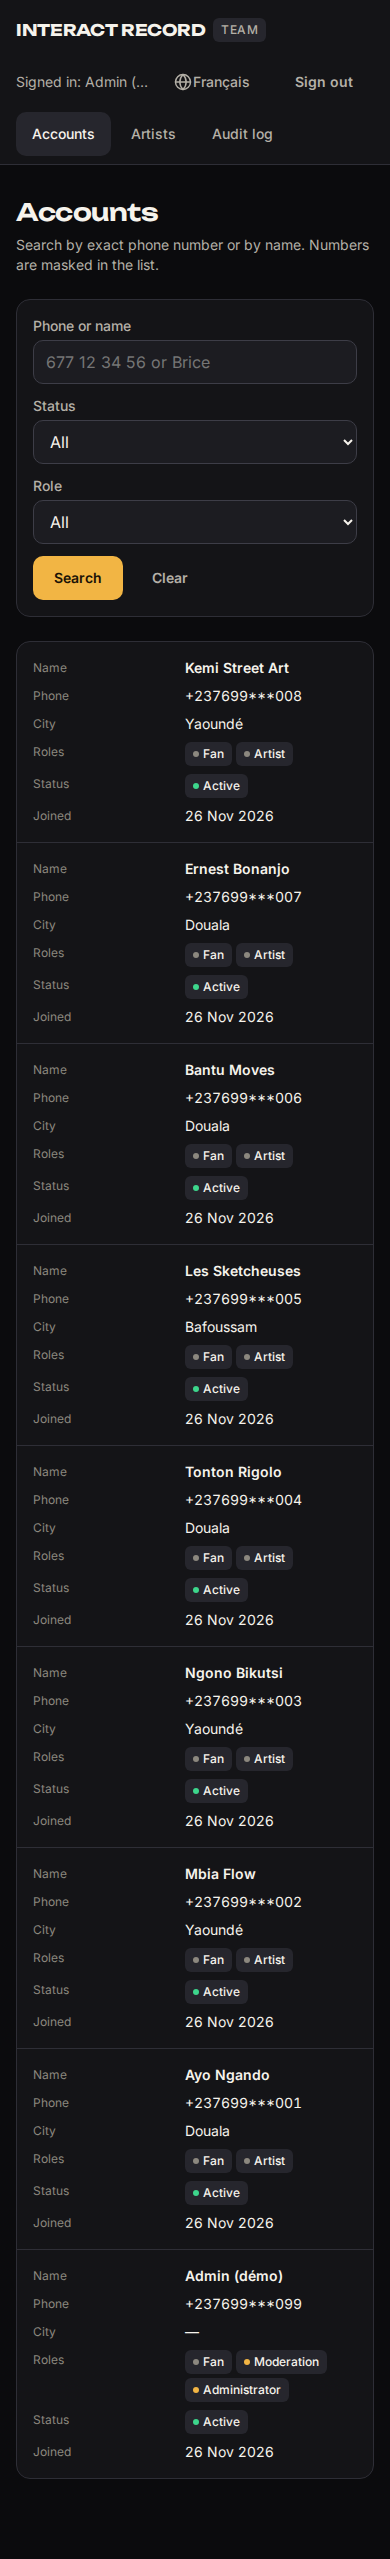 INTERACT RECORD TEAM
Signed in: Admin (... Français Sign out
Accounts Artists Audit log
Accounts
Search by exact phone number or by name. Numbers
are masked in the list.
Phone or name
677 12 34 56 or Brice
Status
All
Role
All
Search Clear
Name Kemi Street Art
Phone +237699***008
City Yaoundé
Roles Fan Artist
Status Active
Joined 26 Nov 2026
Name Ernest Bonanjo
Phone +237699***007
City Douala
Roles Fan Artist
Status Active
Joined 26 Nov 2026
Name Bantu Moves
Phone +237699***006
City Douala
Roles Fan Artist
Status Active
Joined 26 Nov 2026
Name Les Sketcheuses
Phone +237699***005
City Bafoussam
Roles Fan Artist
Status Active
Joined 26 Nov 2026
Name Tonton Rigolo
Phone +237699***004
City Douala
Roles Fan Artist
Status Active
Joined 26 Nov 2026
Name Ngono Bikutsi
Phone +237699***003
City Yaoundé
Roles Fan Artist
Status Active
Joined 26 Nov 2026
Name Mbia Flow
Phone +237699***002
City Yaoundé
Roles Fan Artist
Status Active
Joined 26 Nov 2026
Name Ayo Ngando
Phone +237699***001
City Douala
Roles Fan Artist
Status Active
Joined 26 Nov 2026
Name Admin (démo)
Phone +237699***099
City —
Roles Fan Moderation
Administrator
Status Active
Joined 26 Nov 2026